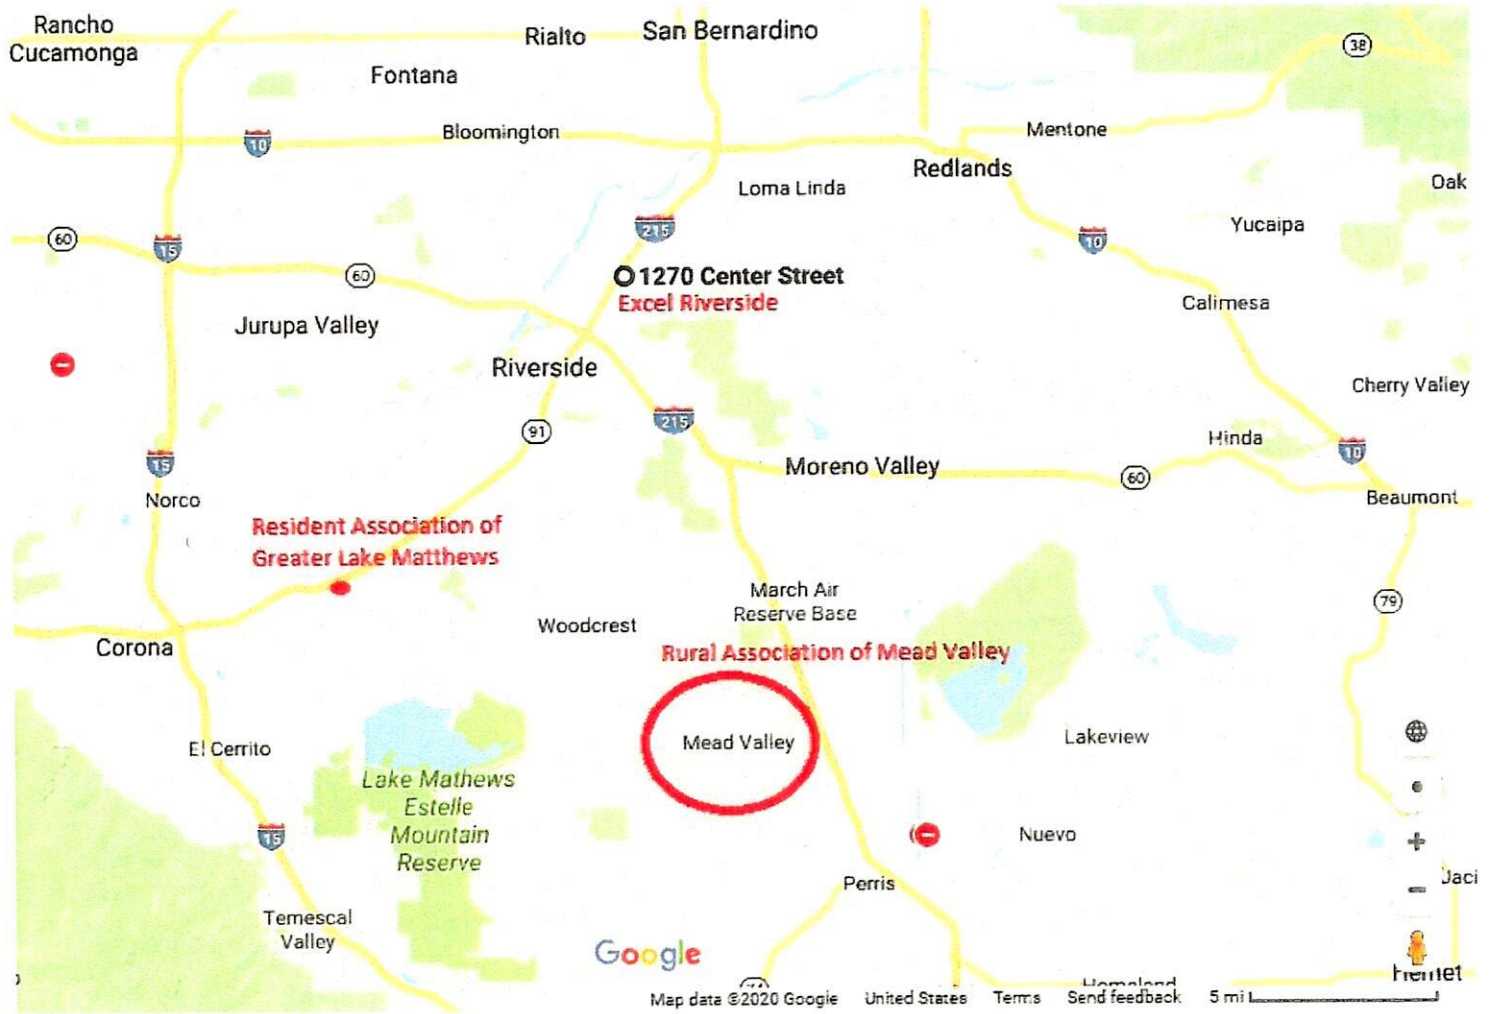 Rancho
Cucamonga
Rialto
San Bernardino
Fontana
38
Bloomington
10
Mentone
Redlands
Loma Linda
Oak
60
15
215
Yucaipa
10
60
1270 Center Street
Excel Riverside
Calimesa
Jurupa Valley
Riverside
Cherry Valley
91
215
Hinda
10
15
Moreno Valley
60
Norco
Beaumont
Resident Association of
Greater Lake Matthews
March Air
Reserve Base
79
Woodcrest
Corona
Rural Association of Mead Valley
El Cerrito
Mead Valley
Lakeview
Lake Mathews
Estelle
Mountain
Reserve
15
Nuevo
Perris
Jaci
Temescal
Valley
Google
Hemet
Homeland
Map data ©2020 Google United States Terms Send feedback 5 mi